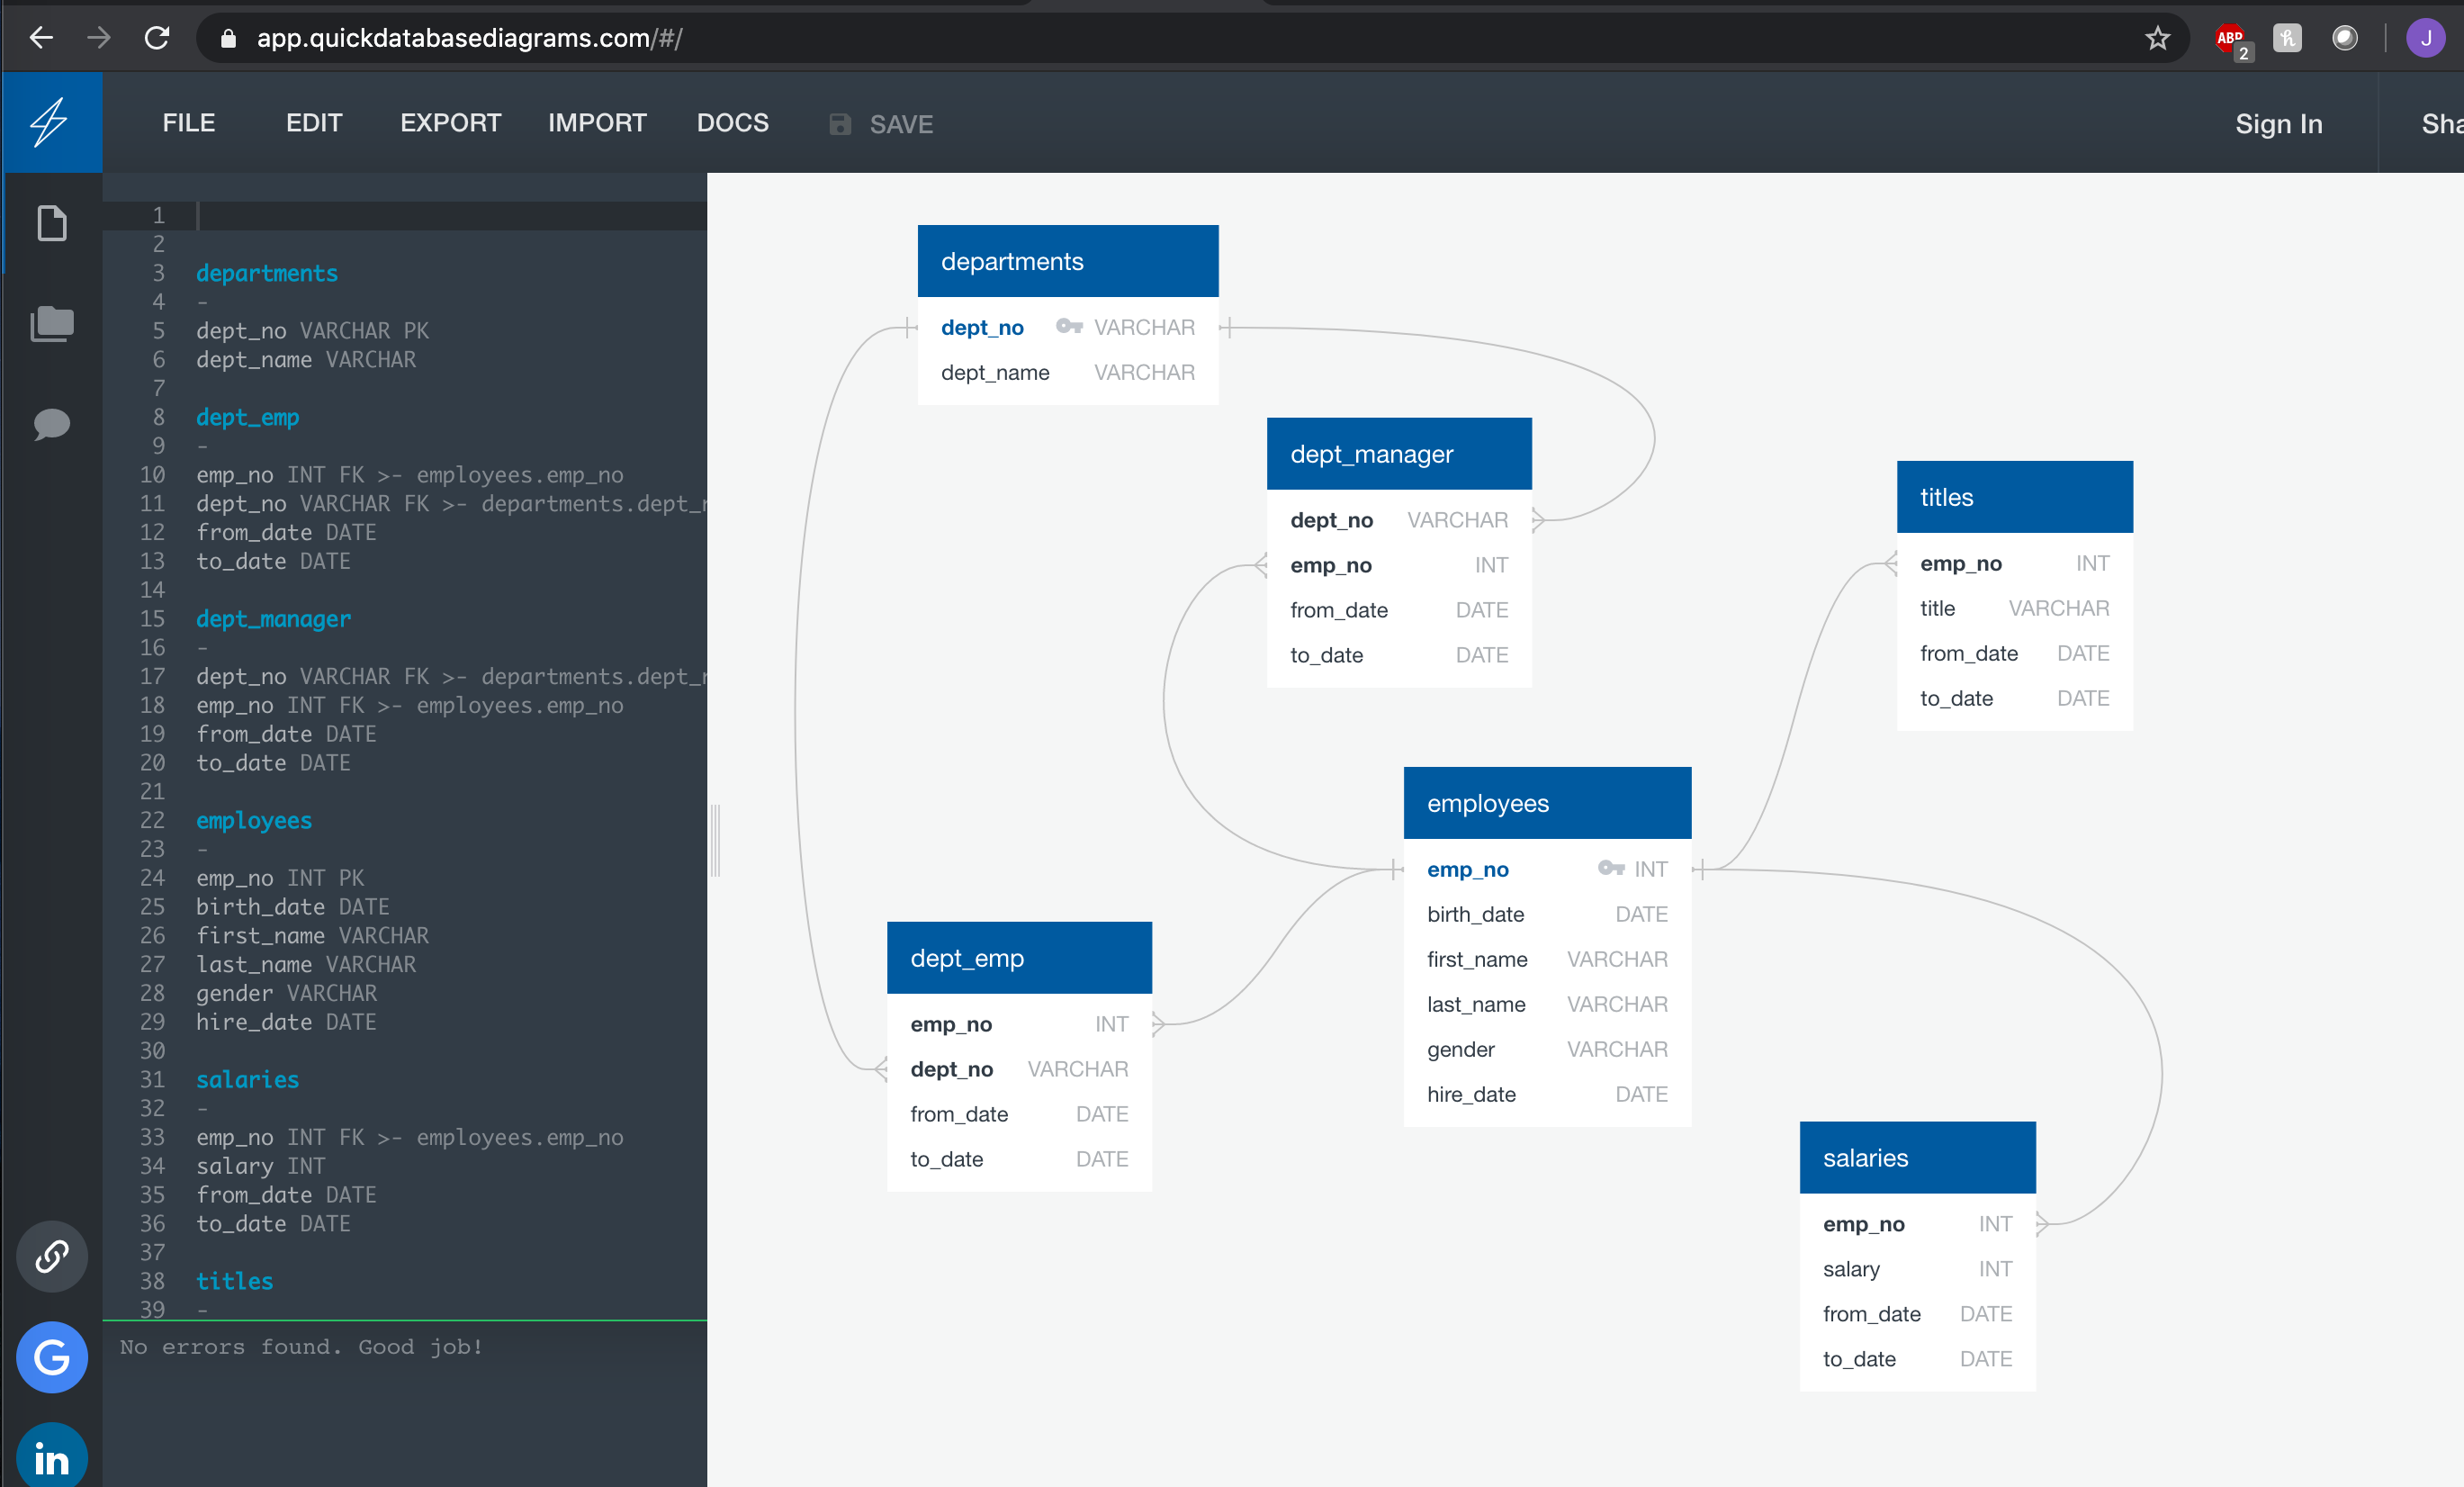 app.quickdatabasediagrams.com/#/
ABP
2
h
J
FILE EDIT EXPORT IMPORT DOCS SAVE Sign In Sha
1
2
3 departments
4 -
5 dept_no VARCHAR PK
6 dept_name VARCHAR
7
8 dept_emp
9 -
10 emp_no INT FK >- employees.emp_no
11 dept_no VARCHAR FK >- departments.dept_n
12 from_date DATE
13 to_date DATE
14
15 dept_manager
16 -
17 dept_no VARCHAR FK >- departments.dept_n
18 emp_no INT FK >- employees.emp_no
19 from_date DATE
20 to_date DATE
21
22 employees
23 -
24 emp_no INT PK
25 birth_date DATE
26 first_name VARCHAR
27 last_name VARCHAR
28 gender VARCHAR
29 hire_date DATE
30
31 salaries
32 -
33 emp_no INT FK >- employees.emp_no
34 salary INT
35 from_date DATE
36 to_date DATE
37
38 titles
39 -
No errors found. Good job!
G
in
departments
dept_no VARCHAR
dept_name VARCHAR
dept_manager
dept_no VARCHAR
emp_no INT
from_date DATE
to_date DATE
titles
emp_no INT
title VARCHAR
from_date DATE
to_date DATE
employees
emp_no INT
birth_date DATE
first_name VARCHAR
last_name VARCHAR
gender VARCHAR
hire_date DATE
dept_emp
emp_no INT
dept_no VARCHAR
from_date DATE
to_date DATE
salaries
emp_no INT
salary INT
from_date DATE
to_date DATE